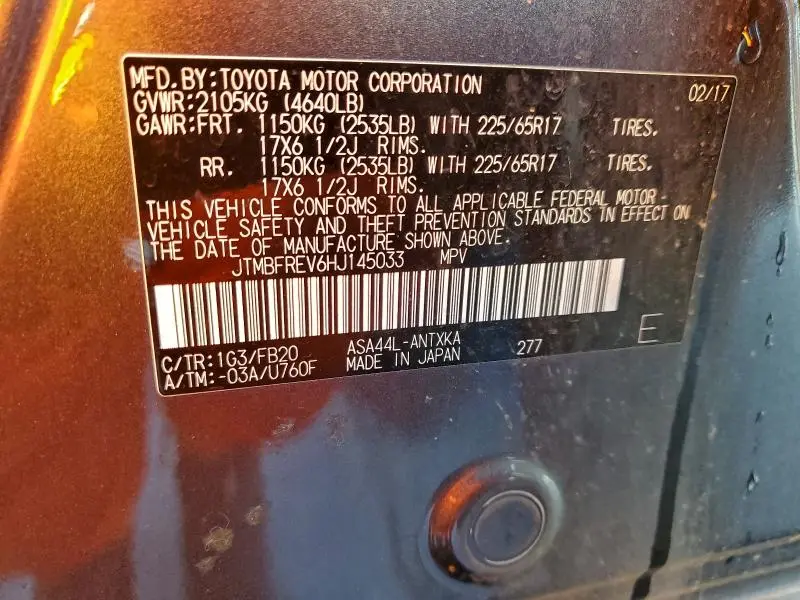 MFD.BY:TOYOTA MOTOR CORPORATION 02/17
GVWR:2105KG (4640LB)
GAWR:FRT. 1150KG (2535LB) WITH 225/65R17 TIRES.
17X6 1/2J RIMS.
RR. 1150KG (2535LB) WITH 225/65R17 TIRES.
17X6 1/2J RIMS.
THIS VEHICLE CONFORMS TO ALL APPLICABLE FEDERAL MOTOR
VEHICLE SAFETY AND THEFT PREVENTION STANDARDS IN EFFECT ON
THE DATE OF MANUFACTURE SHOWN ABOVE.
JTMBFREV6HJ145033 MPV
C/TR:1G3/FB20 ASA44L-ANTXKA 277 E
A/TM:-03A/U760F MADE IN JAPAN